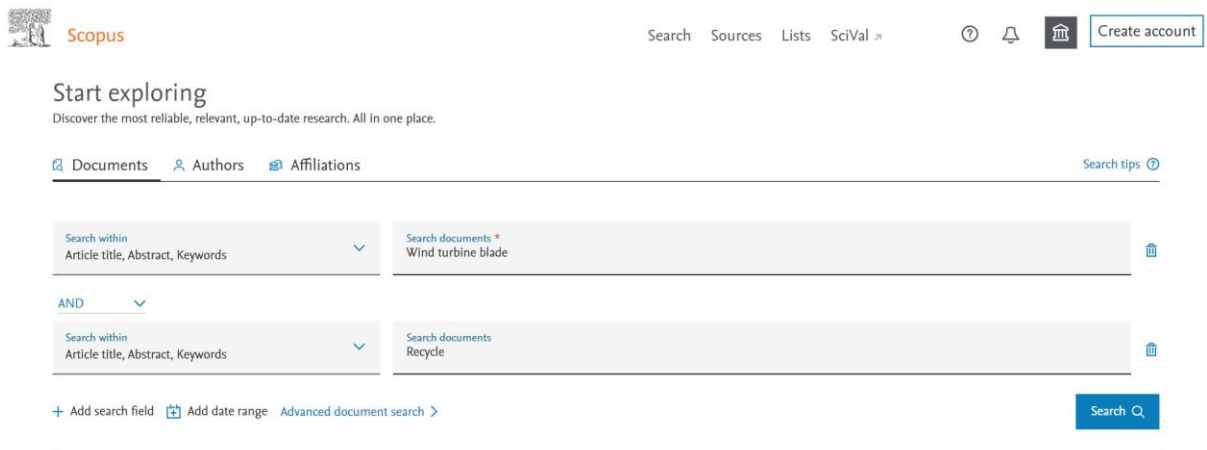 Scopus
Search Sources Lists SciVal ↗
Create account
Start exploring
Discover the most reliable, relevant, up-to-date research. All in one place.
Documents Authors Affiliations
Search tips
Search within
Article title, Abstract, Keywords
Search documents *
Wind turbine blade
AND
Search within
Article title, Abstract, Keywords
Search documents
Recycle
+ Add search field Add date range Advanced document search >
Search